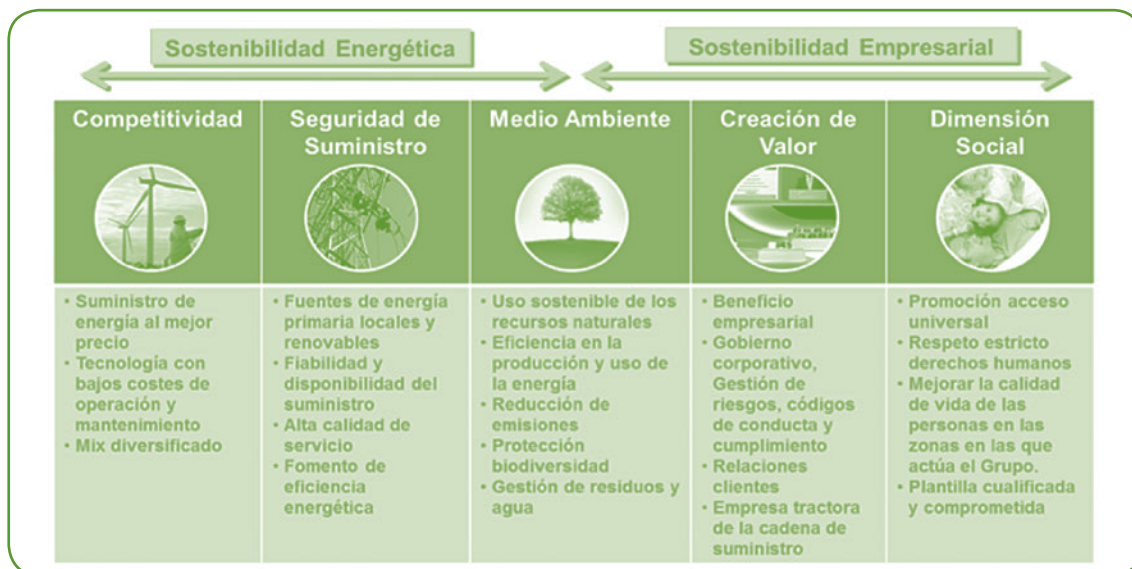 Sostenibilidad Energética
Sostenibilidad Empresarial
Competitividad
• Suministro de
energía al mejor
precio
• Tecnología con
bajos costes de
operación y
mantenimiento
• Mix diversificado
Seguridad de
Suministro
• Fuentes de energía
primaria locales y
renovables
• Fiabilidad y
disponibilidad del
suministro
• Alta calidad de
servicio
• Fomento de
eficiencia
energética
Medio Ambiente
• Uso sostenible de los
recursos naturales
• Eficiencia en la
producción y uso de
la energía
• Reducción de
emisiones
• Protección
biodiversidad
• Gestión de residuos y
agua
Creación de
Valor
• Beneficio
empresarial
• Gobierno
corporativo,
Gestión de
riesgos, códigos
de conducta y
cumplimiento
• Relaciones
clientes
• Empresa tractora
de la cadena de
suministro
Dimensión
Social
• Promoción acceso
universal
• Respeto estricto
derechos humanos
• Mejorar la calidad
de vida de las
personas en las
zonas en las que
actúa el Grupo.
• Plantilla cualificada
y comprometida